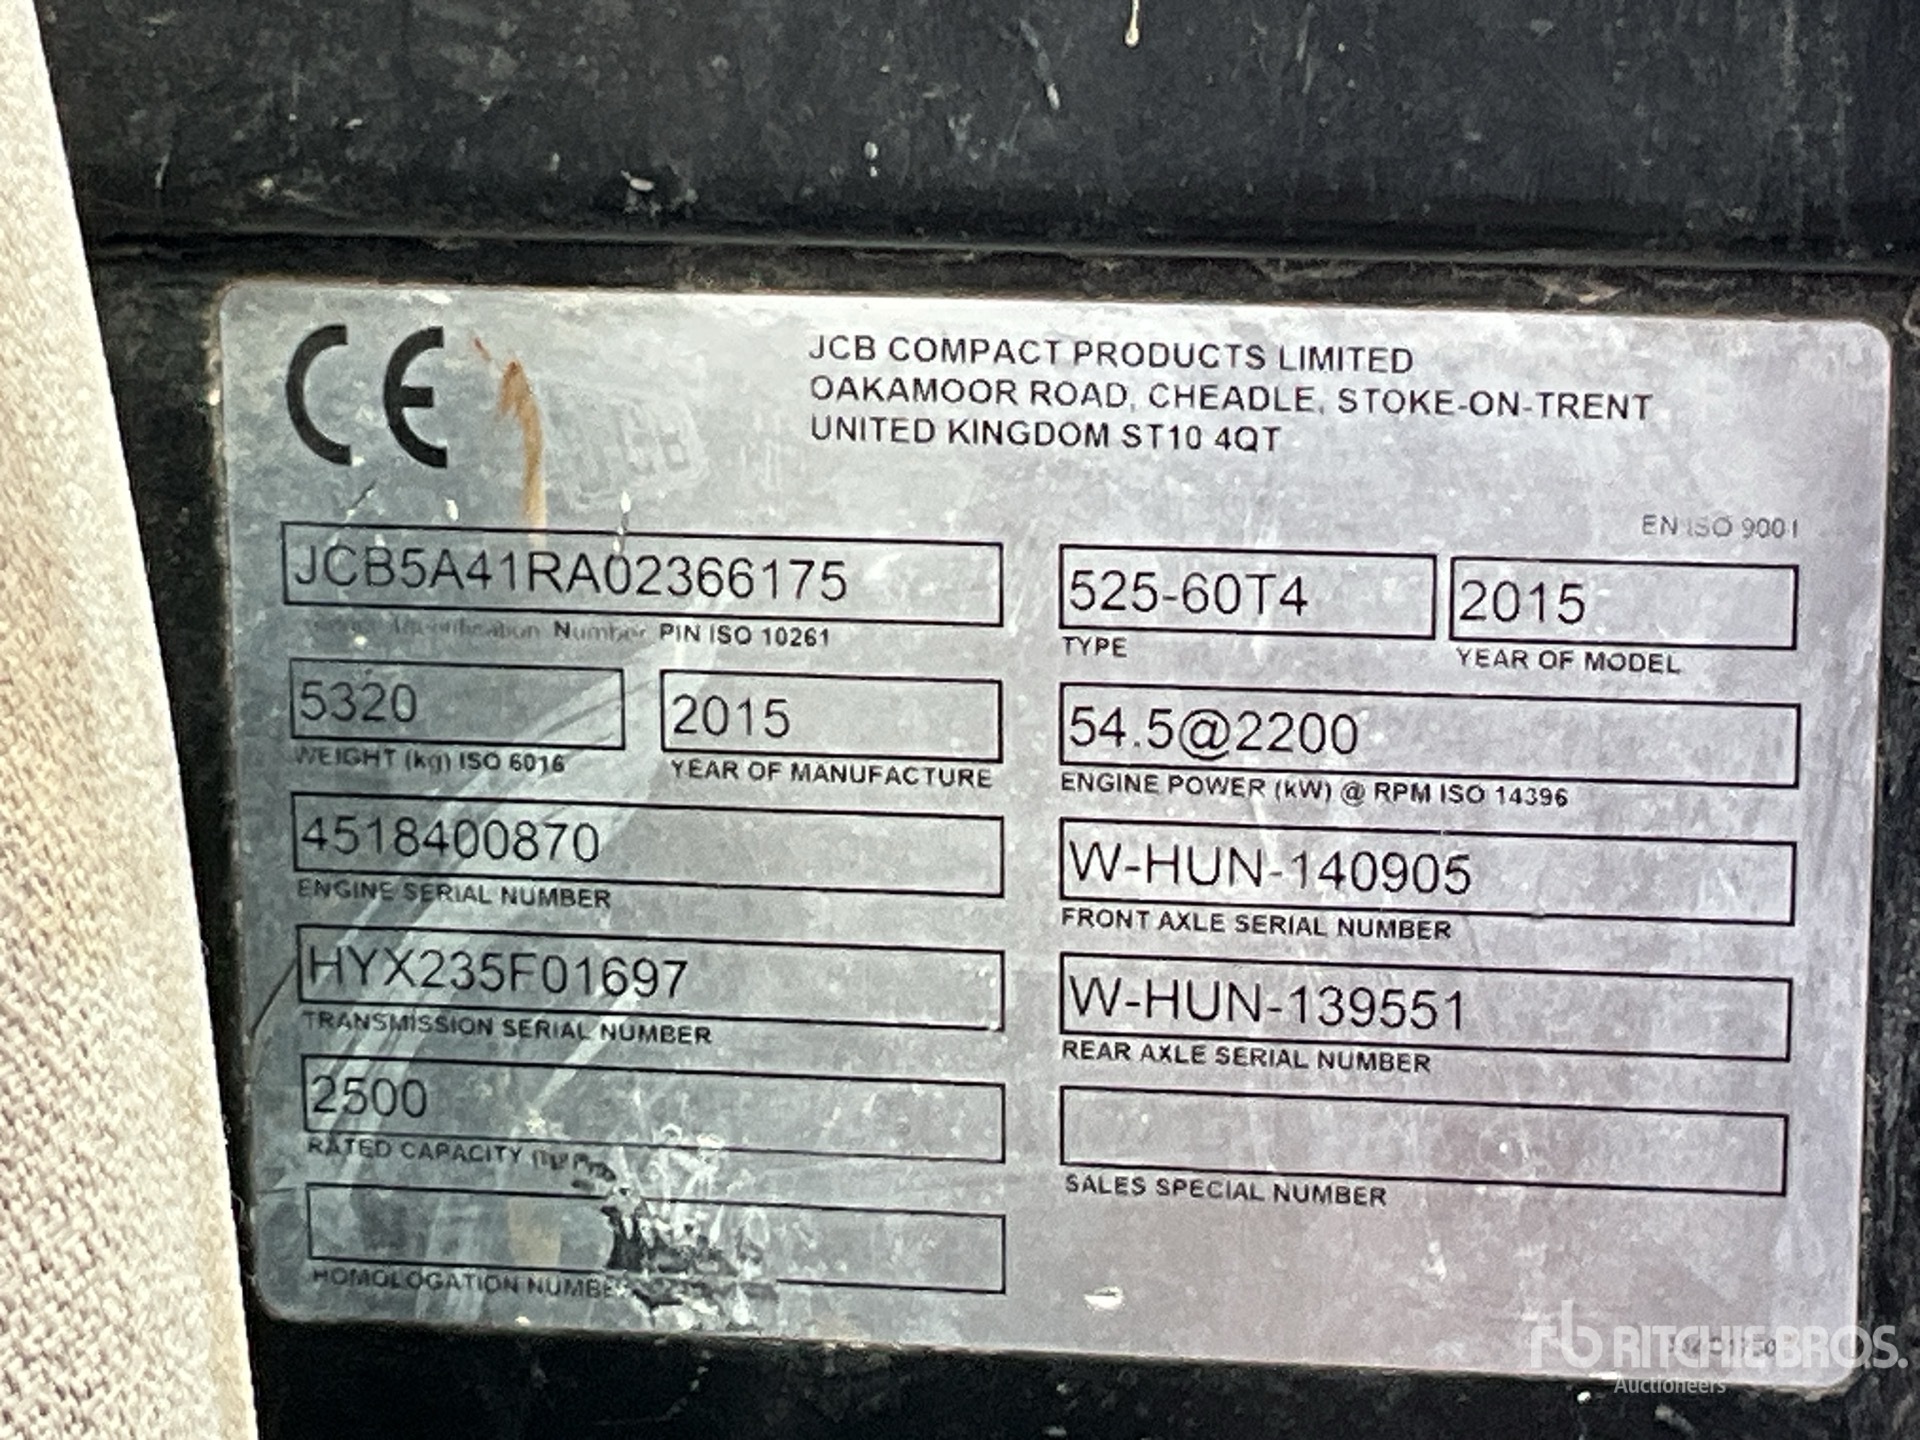 CE
JCB COMPACT PRODUCTS LIMITED
OAKAMOOR ROAD, CHEADLE, STOKE-ON-TRENT
UNITED KINGDOM ST10 4QT
EN ISO 9001
JCB5A41RA02366175
Identification Number PIN ISO 10261
525-60T4
TYPE
2015
YEAR OF MODEL
5320
WEIGHT (kg) ISO 6016
2015
YEAR OF MANUFACTURE
54.5@2200
ENGINE POWER (kW) @ RPM ISO 14396
4518400870
ENGINE SERIAL NUMBER
W-HUN-140905
FRONT AXLE SERIAL NUMBER
HYX235F01697
TRANSMISSION SERIAL NUMBER
W-HUN-139551
REAR AXLE SERIAL NUMBER
2500
RATED CAPACITY
SALES SPECIAL NUMBER
HOMOLOGATION NUMBER
rb RITCHIE BROS.
Auctioneers